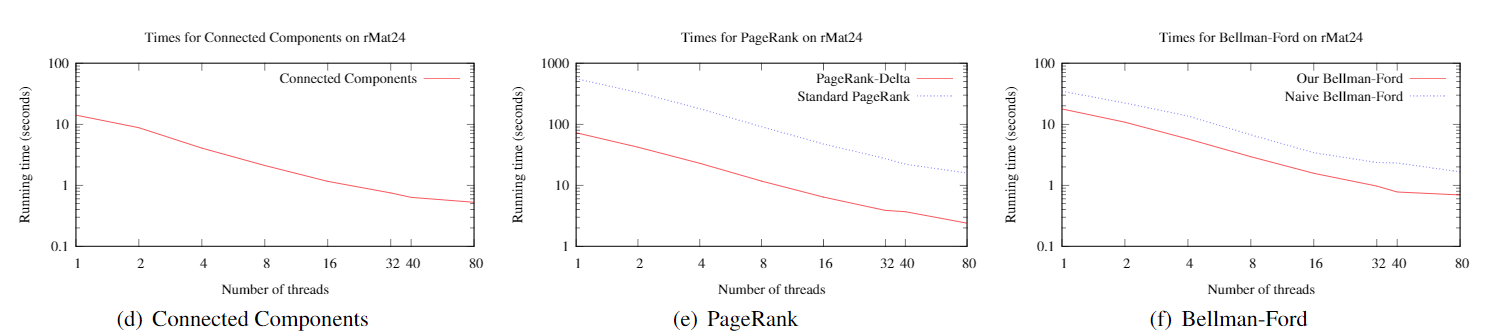 Times for Connected Components on rMat24
100
10
1
0.1
Running time (seconds)
Connected Components
1 2 4 8 16 32 40 80
Number of threads
(d) Connected Components
Times for PageRank on rMat24
1000
100
10
1
Running time (seconds)
PageRank-Delta
Standard PageRank
1 2 4 8 16 32 40 80
Number of threads
(e) PageRank
Times for Bellman-Ford on rMat24
100
10
1
0.1
Running time (seconds)
Our Bellman-Ford
Naive Bellman-Ford
1 2 4 8 16 32 40 80
Number of threads
(f) Bellman-Ford